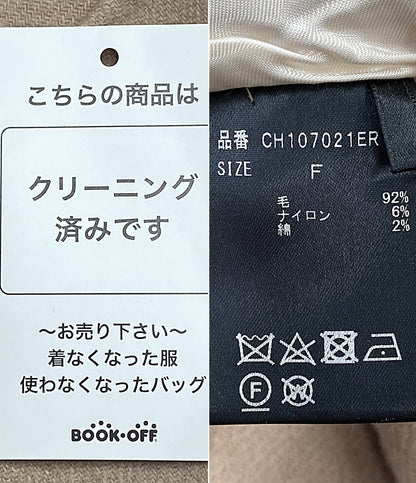 こちらの商品は
クリーニング
済みです
～お売り下さい～
着なくなった服
使わなくなったバッグ
BOOK・OFF
品番 CH107021ER
SIZE F
毛 92%
ナイロン 6%
綿 2%
F
W